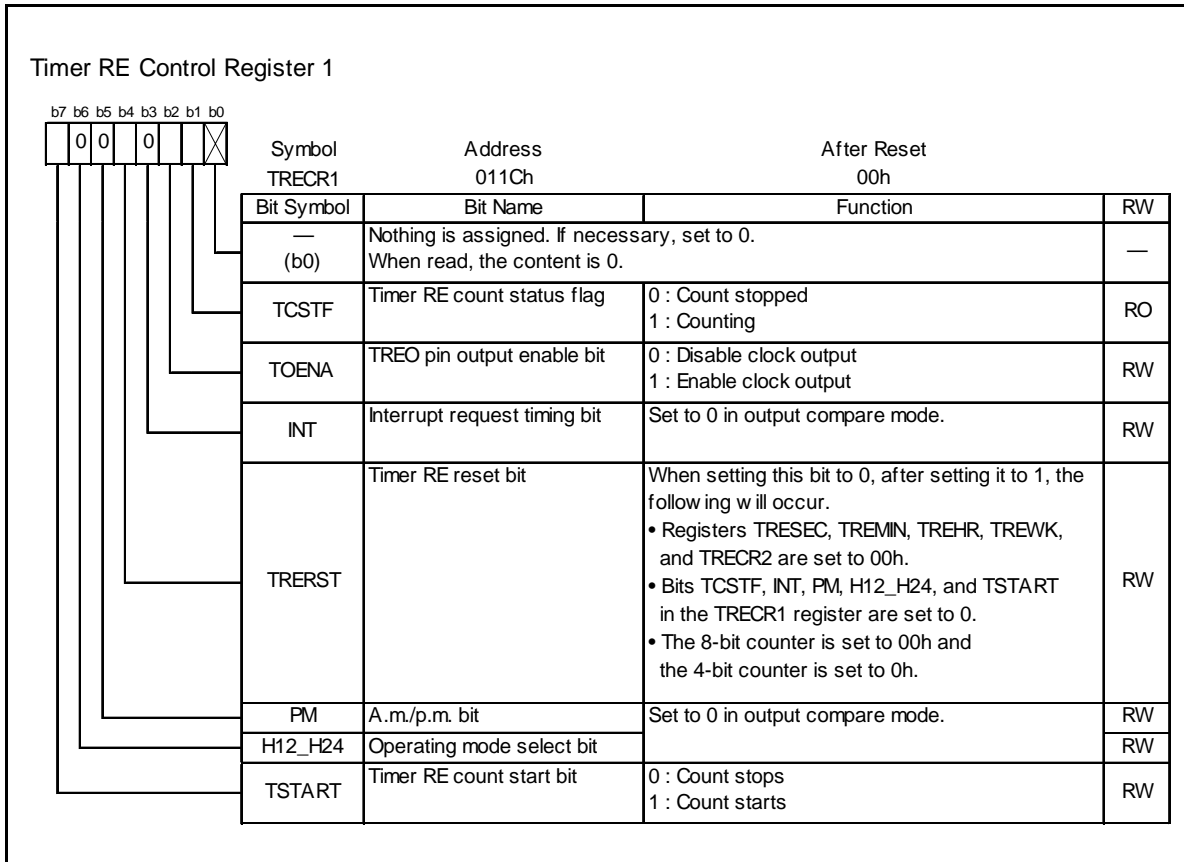 Timer RE Control Register 1
b7 b6 b5 b4 b3 b2 b1 b0
0 0 0
Symbol Address After Reset
TRECR1 011Ch 00h
Bit Symbol Bit Name Function RW
—
(b0)
Nothing is assigned. If necessary, set to 0.
When read, the content is 0.
—
TCSTF
Timer RE count status flag
0 : Count stopped
1 : Counting
RO
TOENA
TREO pin output enable bit
0 : Disable clock output
1 : Enable clock output
RW
INT
Interrupt request timing bit
Set to 0 in output compare mode.
RW
TRERST
Timer RE reset bit
When setting this bit to 0, after setting it to 1, the
following will occur.
• Registers TRESEC, TREMIN, TREHR, TREWK,
and TRECR2 are set to 00h.
• Bits TCSTF, INT, PM, H12_H24, and TSTART
in the TRECR1 register are set to 0.
• The 8-bit counter is set to 00h and
the 4-bit counter is set to 0h.
RW
PM A.m./p.m. bit Set to 0 in output compare mode. RW
H12_H24 Operating mode select bit RW
TSTART
Timer RE count start bit
0 : Count stops
1 : Count starts
RW